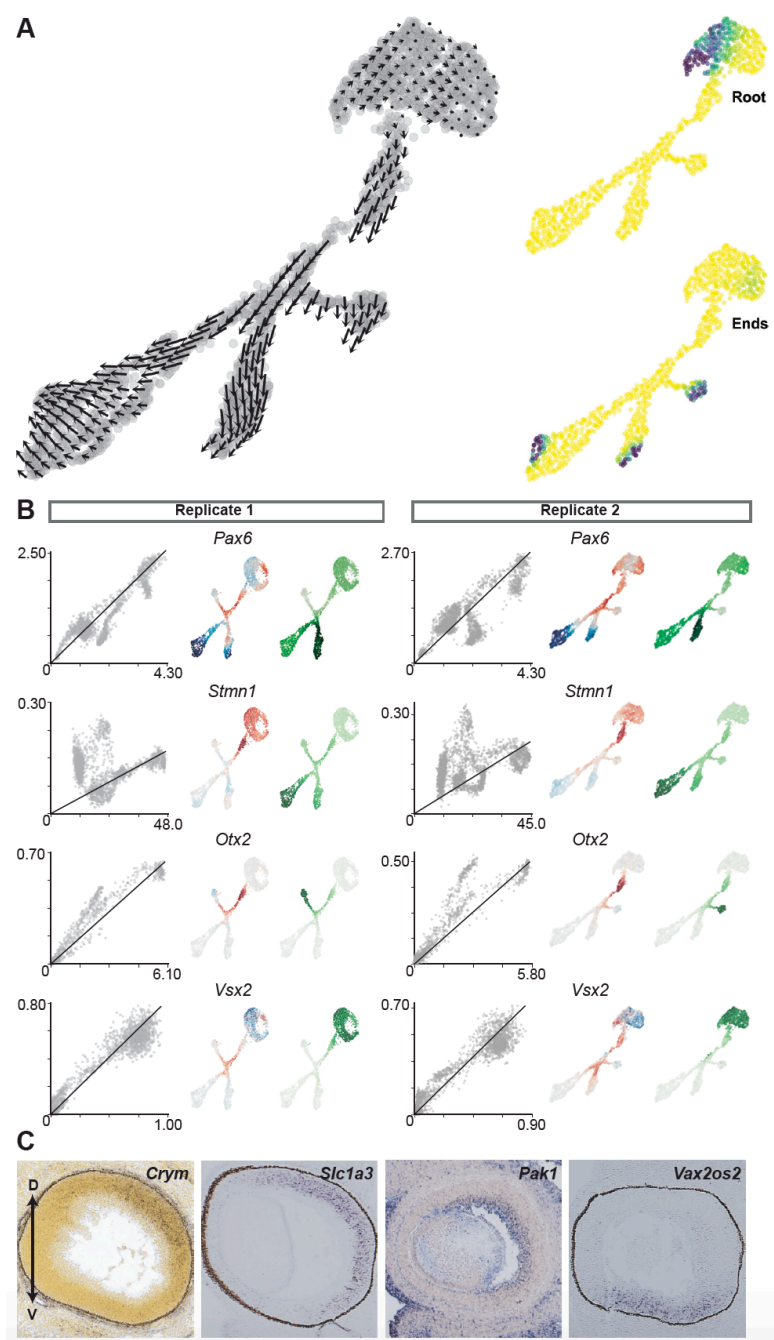 A
Root
Ends
B
Replicate 1
Replicate 2
Pax6
Pax6
2.50
0
4.30
2.70
0
4.30
Stmn1
Stmn1
0.30
0
48.0
0.30
0
45.0
Otx2
Otx2
0.70
0
6.10
0.50
0
5.80
Vsx2
Vsx2
0.80
0
1.00
0.70
0
0.90
C
Crym
D
V
Slc1a3
Pak1
Vax2os2